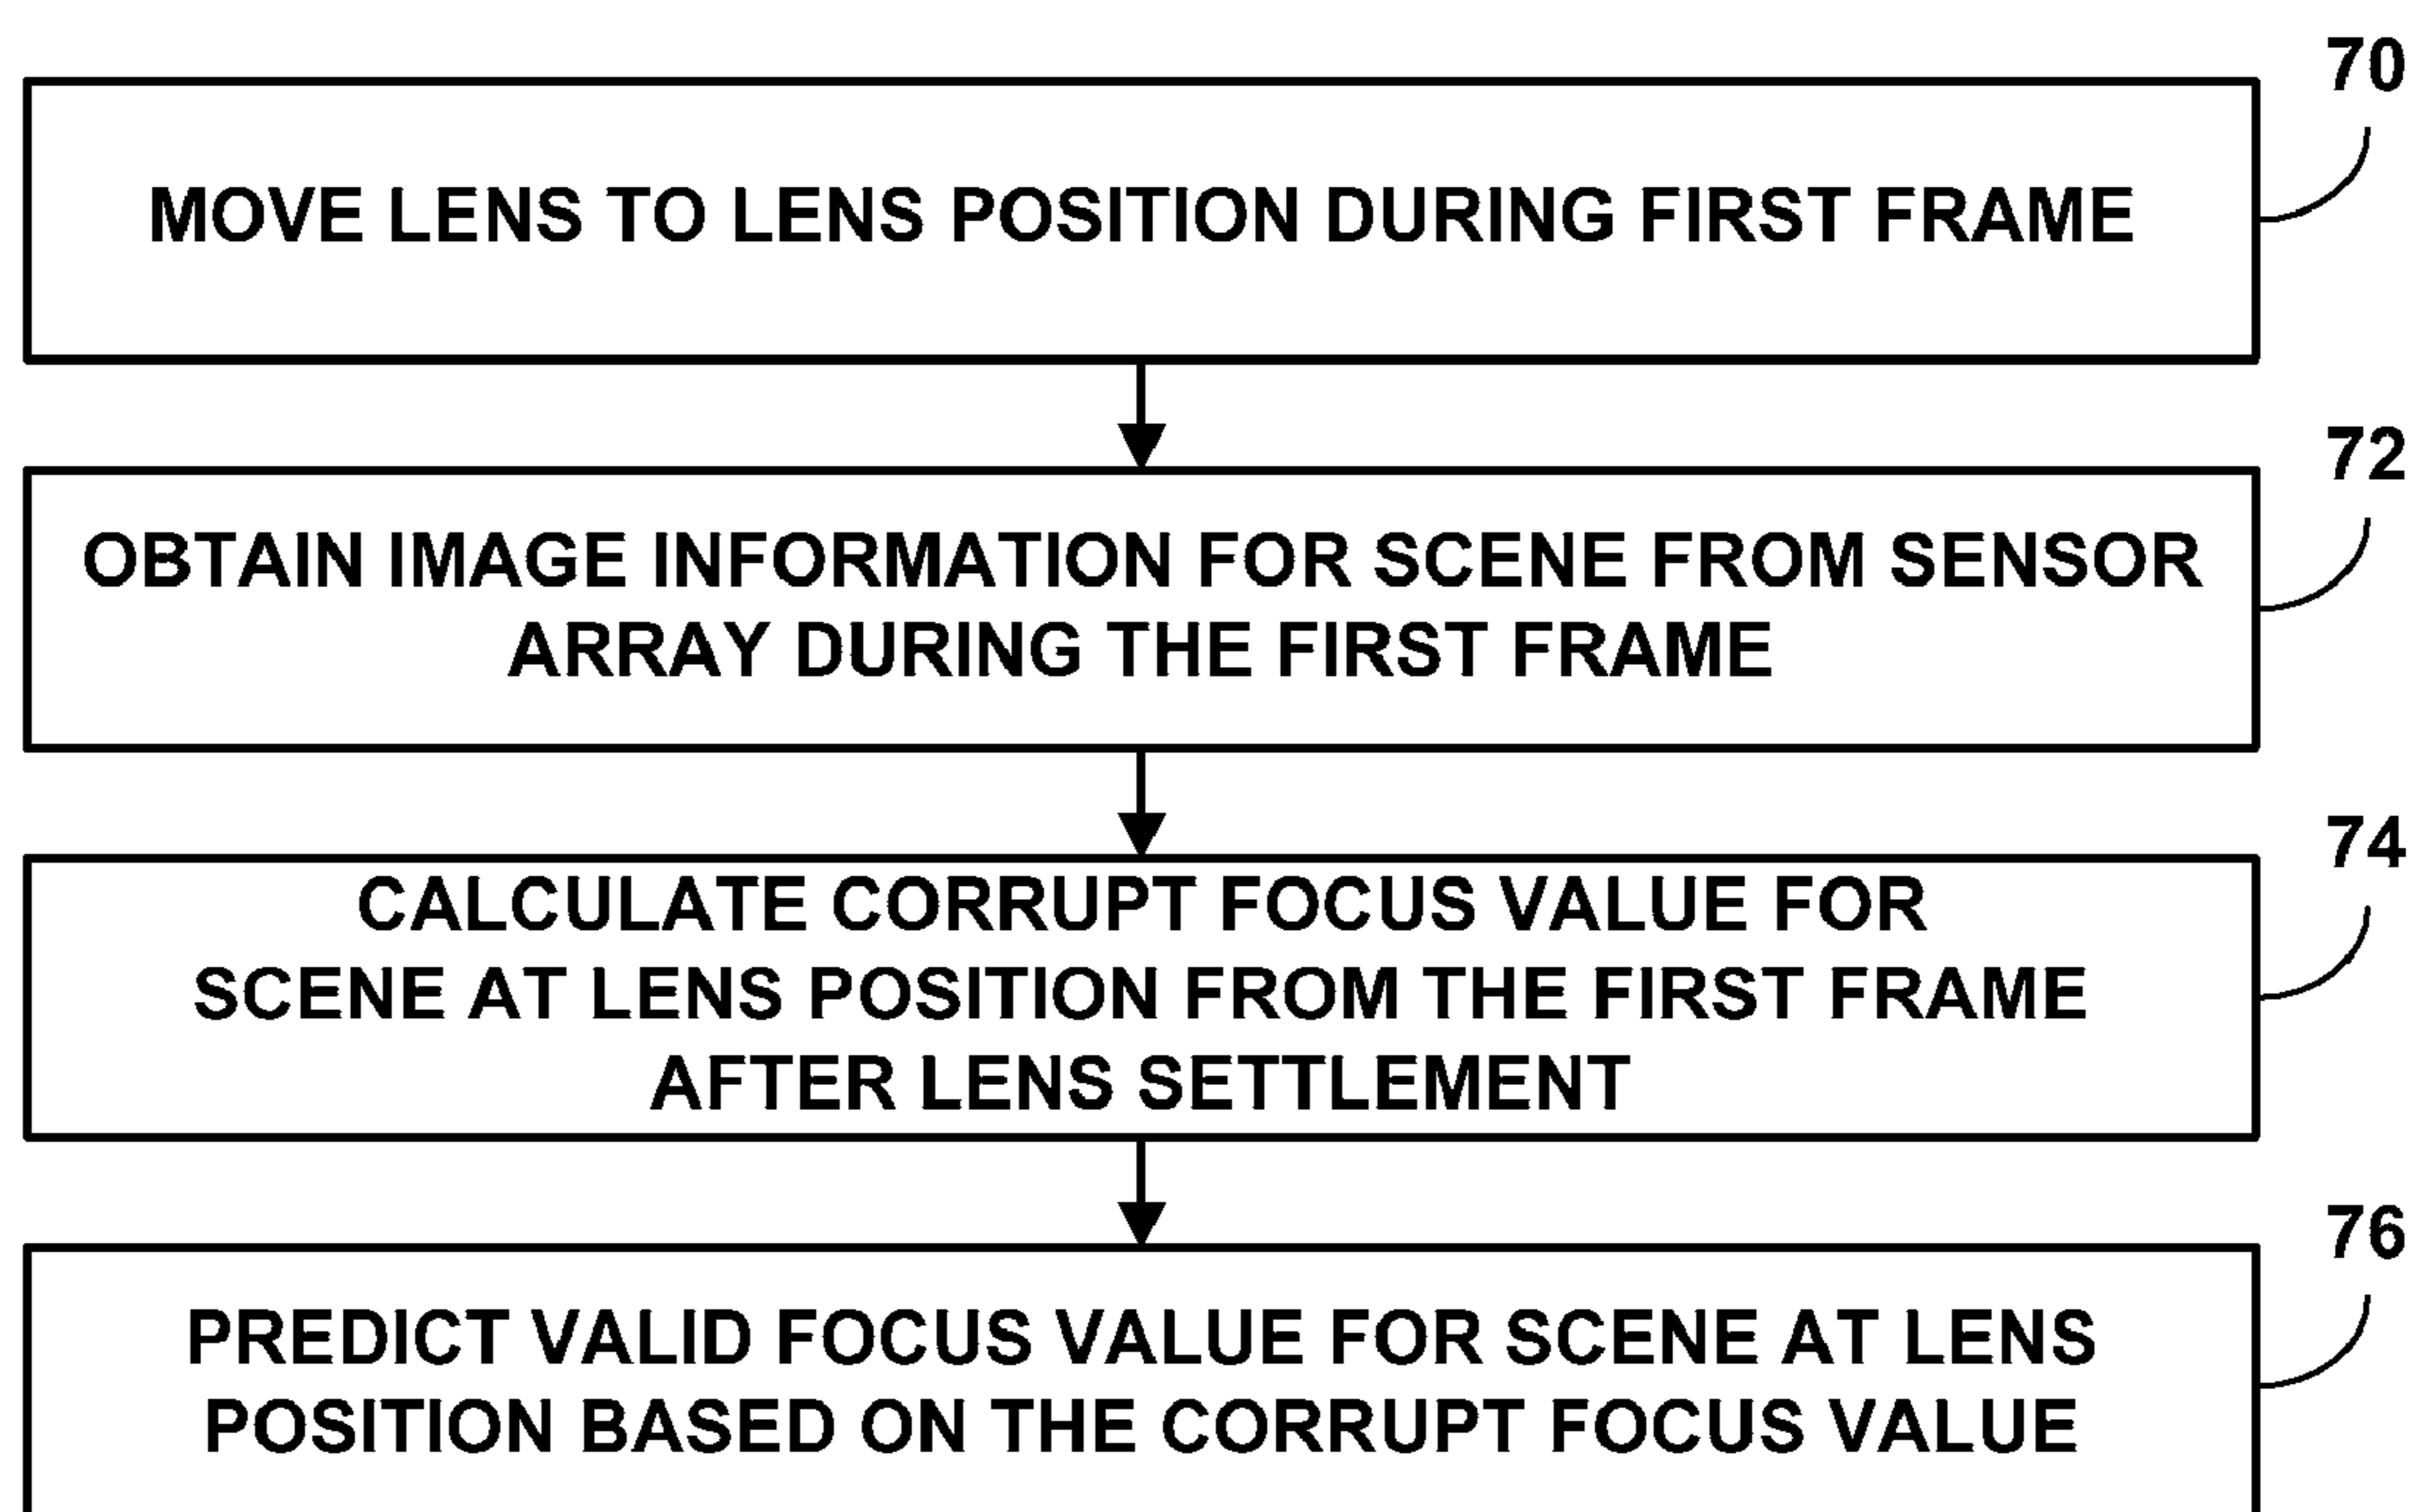 70
MOVE LENS TO LENS POSITION DURING FIRST FRAME
72
OBTAIN IMAGE INFORMATION FOR SCENE FROM SENSOR
ARRAY DURING THE FIRST FRAME
74
CALCULATE CORRUPT FOCUS VALUE FOR
SCENE AT LENS POSITION FROM THE FIRST FRAME
AFTER LENS SETTLEMENT
76
PREDICT VALID FOCUS VALUE FOR SCENE AT LENS
POSITION BASED ON THE CORRUPT FOCUS VALUE